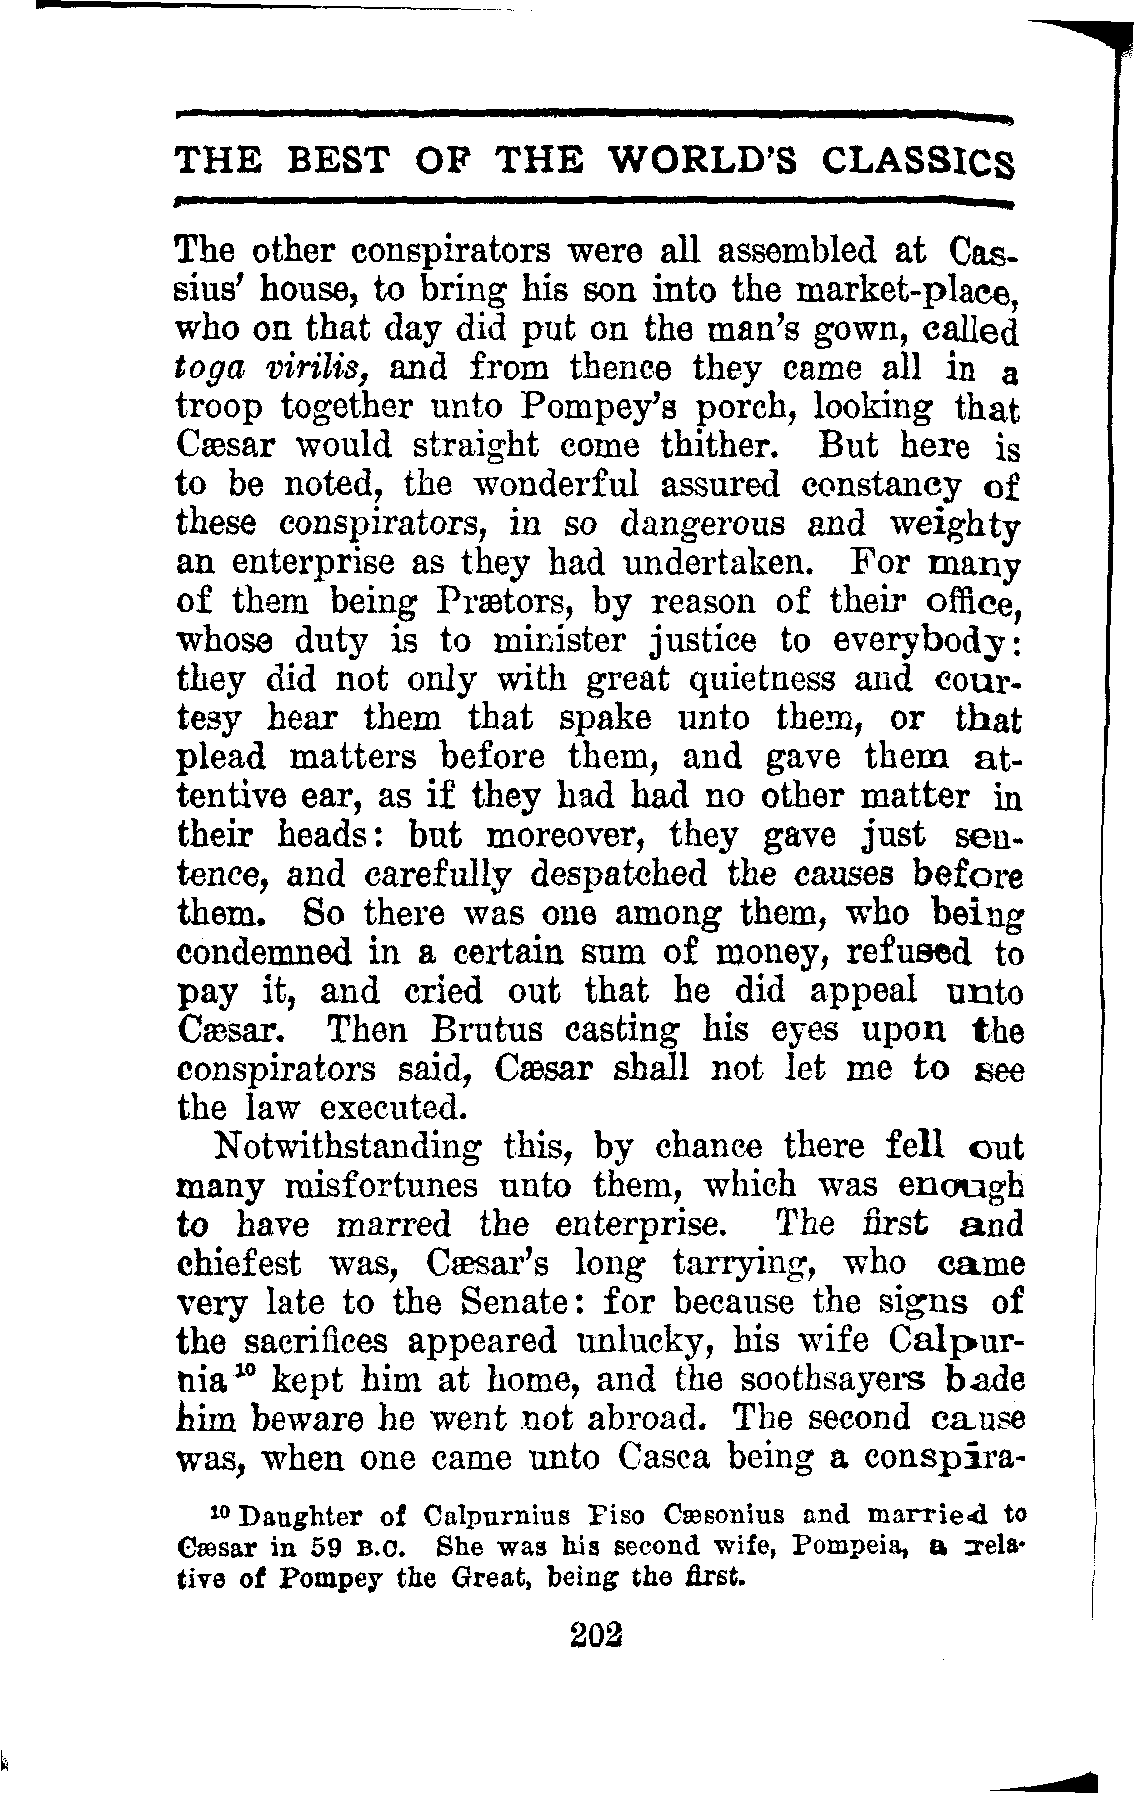 THE BEST OF THE WORLD'S CLASSICS
The other conspirators were all assembled at Cas-
sius' house, to bring his son into the market-place,
who on that day did put on the man's gown, called
toga virilis, and from thence they came all in a
troop together unto Pompey's porch, looking that
Cæsar would straight come thither. But here is
to be noted, the wonderful assured constancy of
these conspirators, in so dangerous and weighty
an enterprise as they had undertaken. For many
of them being Prætors, by reason of their office,
whose duty is to minister justice to everybody:
they did not only with great quietness and cour-
tesy hear them that spake unto them, or that
plead matters before them, and gave them at-
tentive ear, as if they had had no other matter in
their heads: but moreover, they gave just sen-
tence, and carefully despatched the causes before
them. So there was one among them, who being
condemned in a certain sum of money, refused to
pay it, and cried out that he did appeal unto
Cæsar. Then Brutus casting his eyes upon the
conspirators said, Cæsar shall not let me to see
the law executed.
Notwithstanding this, by chance there fell out
many misfortunes unto them, which was enough
to have marred the enterprise. The first and
chiefest was, Cæsar's long tarrying, who came
very late to the Senate: for because the signs of
the sacrifices appeared unlucky, his wife Calpur-
nia¹⁰ kept him at home, and the soothsayers bade
him beware he went not abroad. The second cause
was, when one came unto Casca being a conspira-
¹⁰ Daughter of Calpurnius Piso Cæsonius and married to
Cæsar in 59 B.C. She was his second wife, Pompeia, a rela-
tive of Pompey the Great, being the first.
202